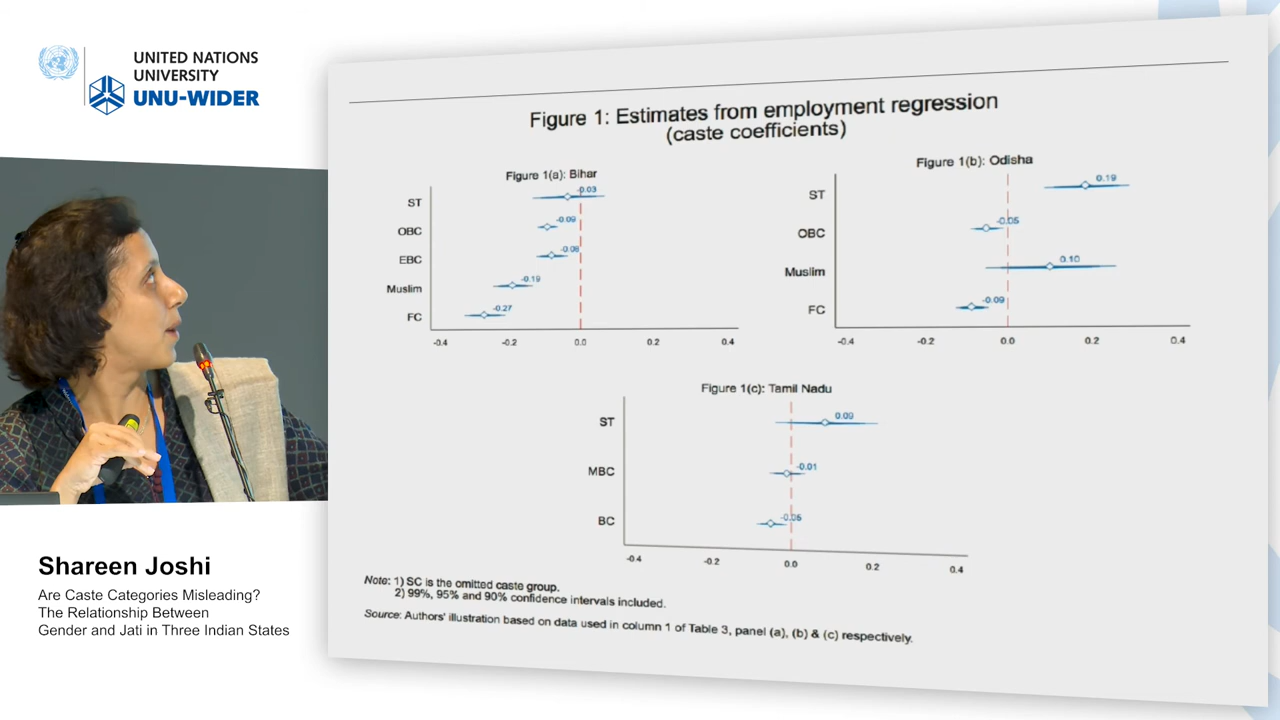 UNITED NATIONS
UNIVERSITY
UNU-WIDER
Figure 1: Estimates from employment regression
(caste coefficients)
Figure 1(a): Bihar
ST
OBC
EBC
Muslim
FC
-0.03
-0.09
-0.08
-0.19
-0.27
-0.4 -0.2 0.0 0.2 0.4
Figure 1(b): Odisha
ST
OBC
Muslim
FC
0.19
-0.05
0.10
-0.09
-0.4 -0.2 0.0 0.2 0.4
Figure 1(c): Tamil Nadu
ST
MBC
BC
0.09
-0.01
-0.05
-0.4 -0.2 0.0 0.2 0.4
Note: 1) SC is the omitted caste group.
2) 99%, 95% and 90% confidence intervals included.
Source: Authors' illustration based on data used in column 1 of Table 3, panel (a), (b) & (c) respectively.
Shareen Joshi
Are Caste Categories Misleading?
The Relationship Between
Gender and Jati in Three Indian States